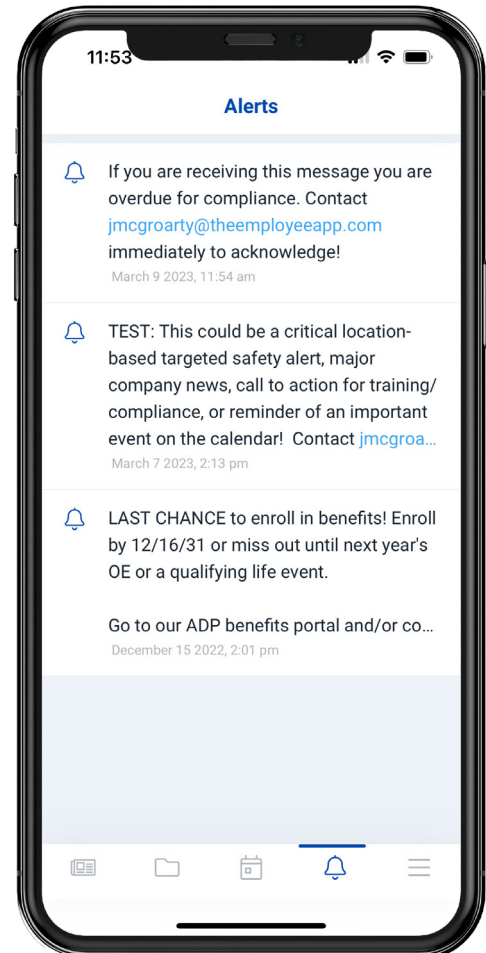 11:53
Alerts
If you are receiving this message you are
overdue for compliance. Contact
jmcgroarty@theemployeeapp.com
immediately to acknowledge!
March 9 2023, 11:54 am
TEST: This could be a critical location-
based targeted safety alert, major
company news, call to action for training/
compliance, or reminder of an important
event on the calendar!  Contact jmcgroa...
March 7 2023, 2:13 pm
LAST CHANCE to enroll in benefits! Enroll
by 12/16/31 or miss out until next year's
OE or a qualifying life event.
Go to our ADP benefits portal and/or co...
December 15 2022, 2:01 pm